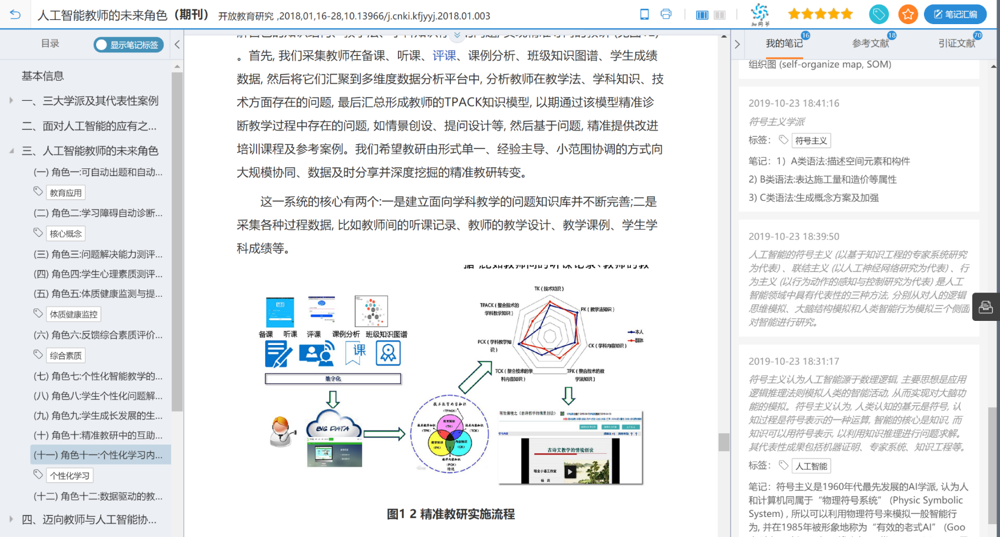 人工智能教师的未来角色（期刊） 开放教育研究 ,2018,01,16-28,10.13966/j.cnki.kfjyyj.2018.01.003
知网节
笔记汇编
目录
显示笔记标签
基本信息
一、三大学派及其代表性案例
二、面对人工智能的应有之...
三、人工智能教师的未来角色
(一) 角色一:可自动出题和自动...
教育应用
(二) 角色二:学习障碍自动诊断...
核心概念
(三) 角色三:问题解决能力测评...
(四) 角色四:学生心理素质测评...
(五) 角色五:体质健康监测与提...
体质健康监控
(六) 角色六:反馈综合素质评价...
综合素质
(七) 角色七:个性化智能教学的...
(八) 角色八:学生个性化问题解...
(九) 角色九:学生成长发展的生...
(十) 角色十:精准教研中的互助...
(十一) 角色十一:个性化学习内...
个性化学习
(十二) 角色十二:数据驱动的教...
四、迈向教师与人工智能协...
。首先, 我们采集教师在备课、听课、评课、课例分析、班级知识图谱、学生成绩
数据, 然后将它们汇聚到多维度数据分析平台中, 分析教师在教学法、学科知识、技
术方面存在的问题, 最后汇总形成教师的TPACK知识模型, 以期通过该模型精准诊
断教学过程中存在的问题, 如情景创设、提问设计等, 然后基于问题, 精准提供改进
培训课程及参考案例。我们希望教研由形式单一、经验主导、小范围协调的方式向
大规模协同、数据及时分享并深度挖掘的精准教研转变。
这一系统的核心有两个:一是建立面向学科教学的问题知识库并不断完善;二是
采集各种过程数据, 比如教师间的听课记录、教师的教学设计、教学课例、学生学
科成绩等。
备课 听课 评课 课例分析 班级知识图谱
课
数字化
BIG DATA
TK ( 技术知识 )
TPACK ( 整合技术的
学科教学知识 )
PK ( 教学法知识 )
本人
群体
PCK ( 学科教学知
识 )
CK ( 学科内容知识 )
TCK ( 整合技术的学
科内容知识 )
TPK ( 整合技术的教
学法知识 )
(TPACK)
(TK)
(TPK)
(TCK)
(PK)
内容知识
(CK)
(PCK)
情境
有效情境之《古诗教学的情景创设》
古诗文教学的情境创设
图1 2 精准教研实施流程
我的笔记 16
参考文献 18
引证文献 70
组织图 (self-organize map, SOM)
2019-10-23 18:41:16
符号主义学派
标签： 符号主义
笔记：1）A类语法:描述空间元素和构件
2) B类语法:表达施工量和造价等属性
3) C类语法:生成概念方案及加强
2019-10-23 18:39:50
人工智能的符号主义 (以基于知识工程的专家系统研究
为代表) 、联结主义 (以人工神经网络研究为代表) 、行
为主义 (以行为动作的感知与控制研究为代表) 是人工
智能领域中具有代表性的三种方法, 分别从对人的逻辑
思维模拟、大脑结构模拟和人类智能行为模拟三个侧面
对智能进行研究。
2019-10-23 18:31:17
符号主义认为人工智能源于数理逻辑, 主要思想是应用
逻辑推理法则模拟人类的智能活动, 从而实现对大脑功
能的模拟。符号主义认为, 人类认知的基元是符号, 认
知过程是符号表示的一种运算, 智能的核心是知识, 而
知识可以用符号表示, 以利用知识推理进行问题求解。
其代表性成果包括机器证明、专家系统、知识工程等。
标签： 人工智能
笔记：符号主义是1960年代最先发展的AI学派, 认为人
和计算机同属于“物理符号系统” (Physic Symbolic
System) , 所以可以利用物理符号来模拟一般智能行
为, 并在1985年被形象地称为“有效的老式AI” (Goo